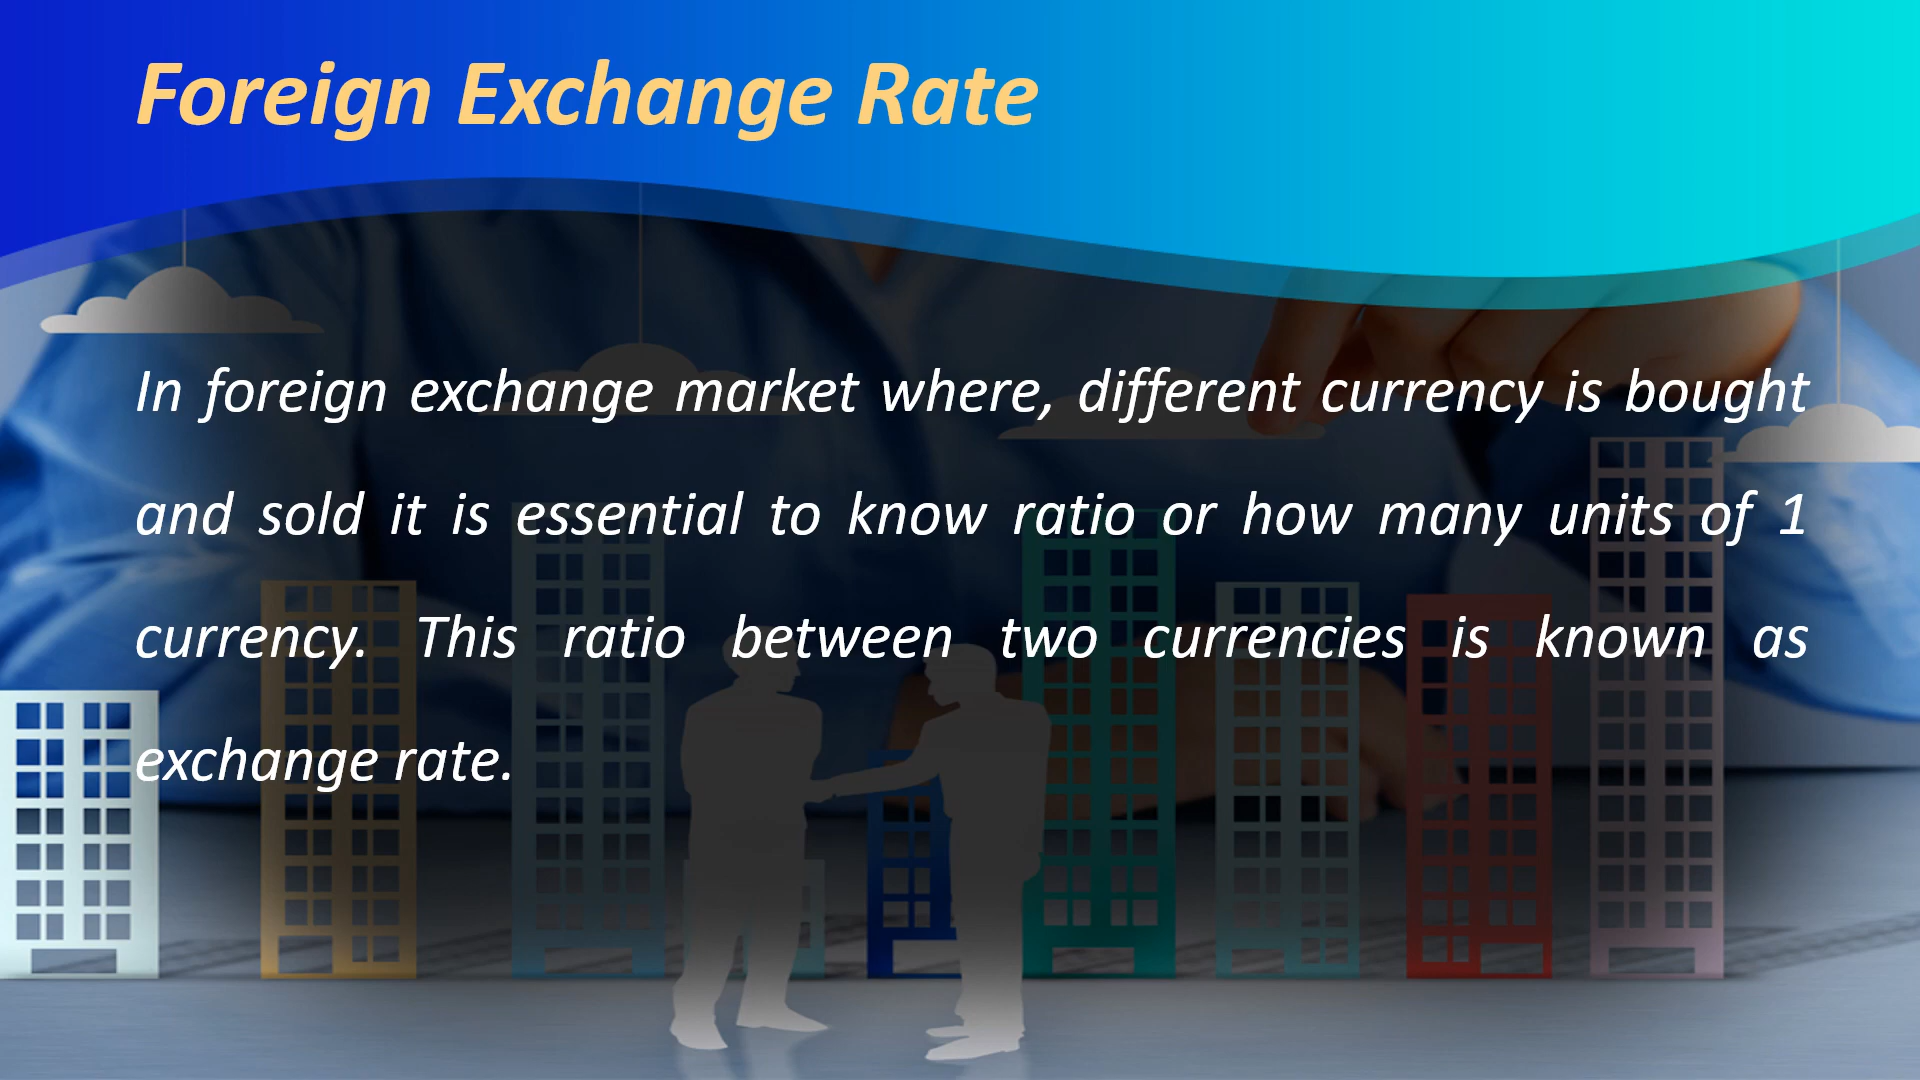 Foreign Exchange Rate
In foreign exchange market where, different currency is bought
and sold it is essential to know ratio or how many units of 1
currency. This ratio between two currencies is known as
exchange rate.